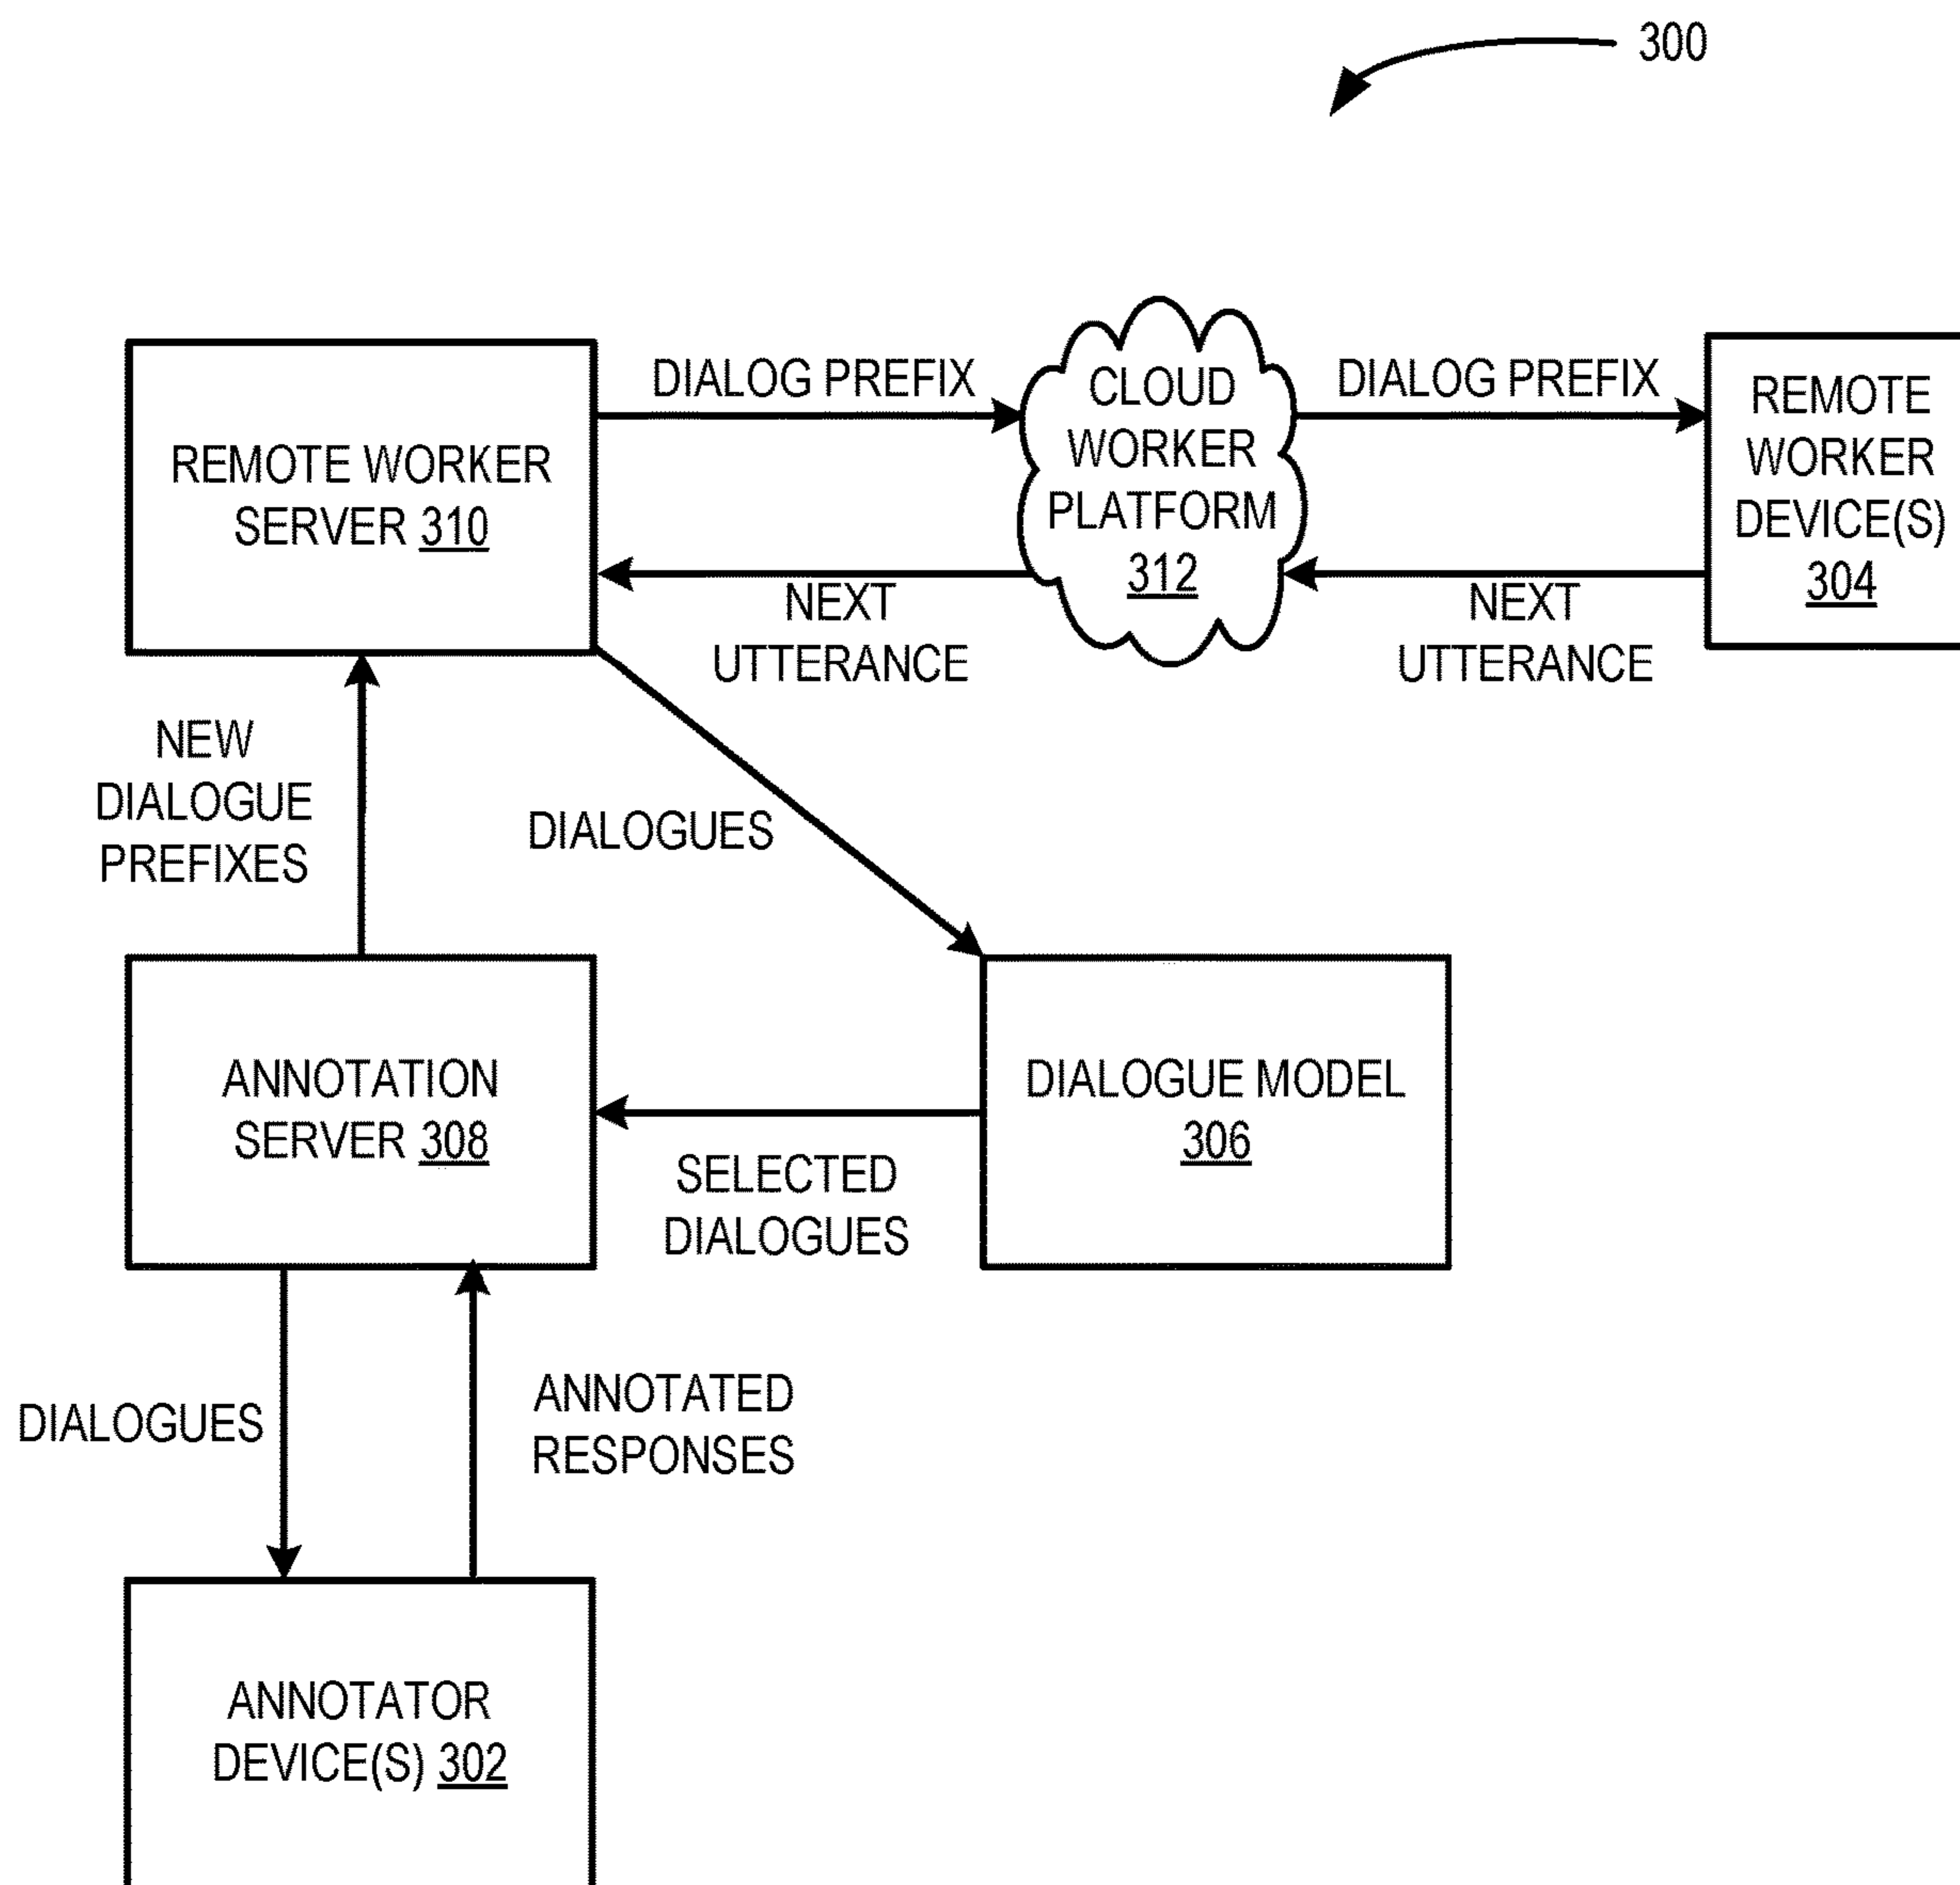 300
REMOTE WORKER
SERVER 310
DIALOG PREFIX
CLOUD
WORKER
PLATFORM
312
DIALOG PREFIX
REMOTE
WORKER
DEVICE(S)
304
NEXT
UTTERANCE
NEXT
UTTERANCE
NEW
DIALOGUE
PREFIXES
DIALOGUES
ANNOTATION
SERVER 308
SELECTED
DIALOGUES
DIALOGUE MODEL
306
DIALOGUES
ANNOTATED
RESPONSES
ANNOTATOR
DEVICE(S) 302